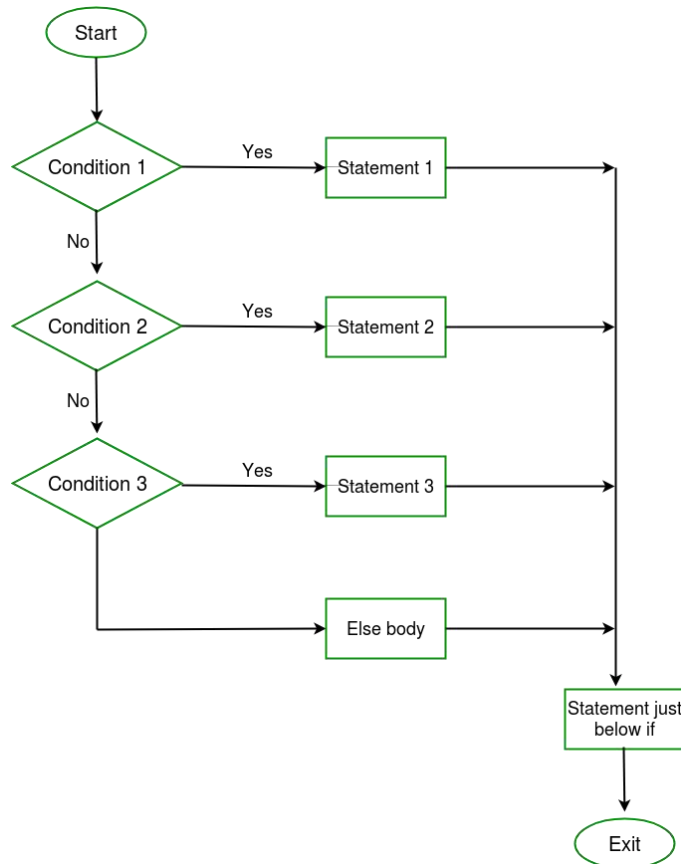 Start
Condition 1
Yes
Statement 1
No
Condition 2
Yes
Statement 2
No
Condition 3
Yes
Statement 3
Else body
Statement just
below if
Exit